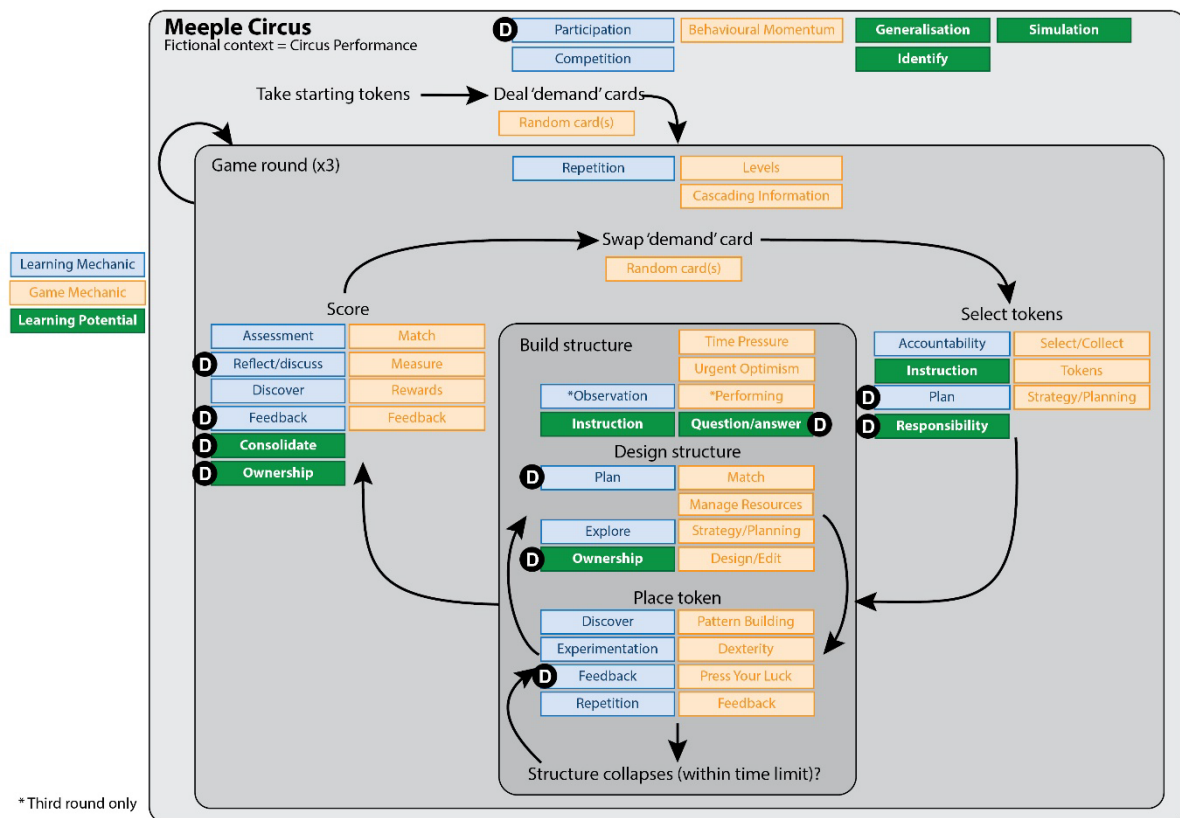 Meeple Circus
Fictional context = Circus Performance
D
Participation
Behavioural Momentum
Generalisation
Simulation
Competition
Identify
Take starting tokens
Deal ‘demand’ cards
Random card(s)
Game round (x3)
Repetition
Levels
Cascading Information
Swap ‘demand’ card
Random card(s)
Learning Mechanic
Game Mechanic
Learning Potential
Score
Assessment
Match
D
Reflect/discuss
Measure
Discover
Rewards
D
Feedback
Feedback
D
Consolidate
D
Ownership
Build structure
Time Pressure
Urgent Optimism
*Observation
*Performing
Instruction
Question/answer
D
Design structure
D
Plan
Match
Manage Resources
Explore
Strategy/Planning
D
Ownership
Design/Edit
Place token
Discover
Pattern Building
Experimentation
Dexterity
D
Feedback
Press Your Luck
Repetition
Feedback
Structure collapses (within time limit)?
Select tokens
Accountability
Select/Collect
Instruction
Tokens
D
Plan
Strategy/Planning
D
Responsibility
* Third round only